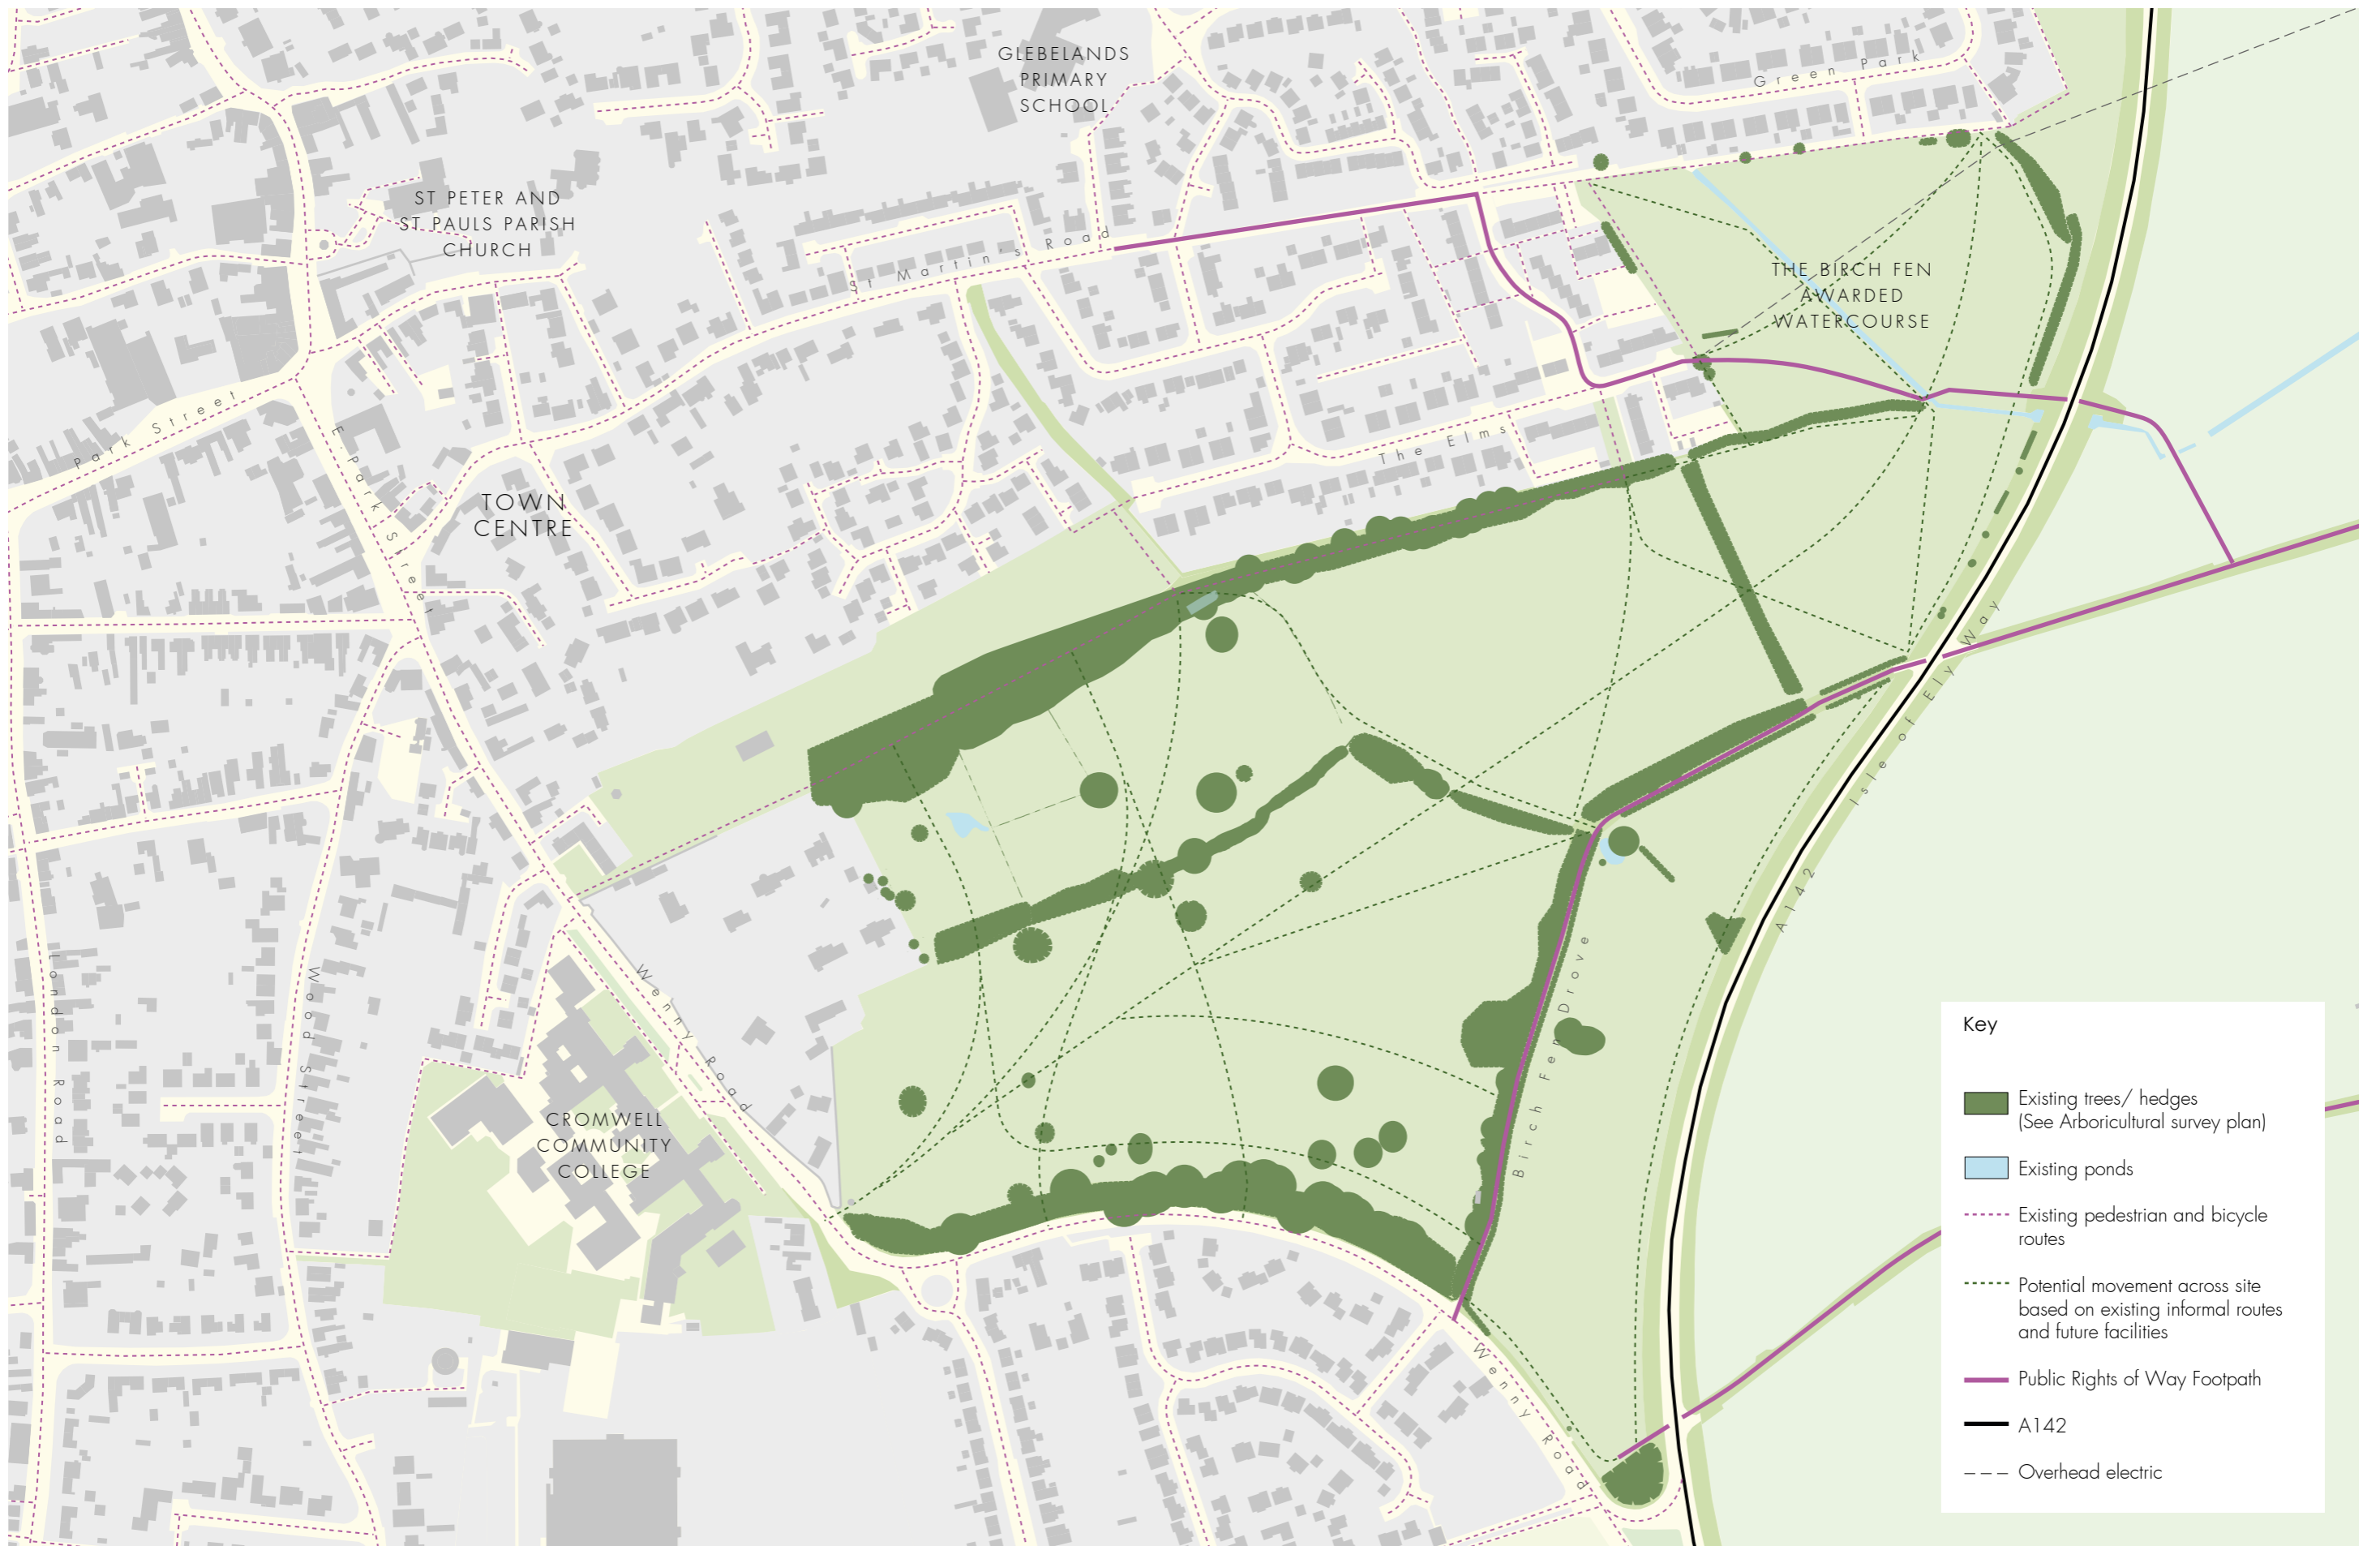 GLEBELANDS
PRIMARY
SCHOOL
Green Park
ST PETER AND
ST PAULS PARISH
CHURCH
St Martin's Road
THE BIRCH FEN
AWARDED
WATERCOURSE
Park Street
E Park Street
The Elms
TOWN
CENTRE
Isle of Ely Way
A142
London Road
Wood Street
Wenny Road
Birch Fen Drove
CROMWELL
COMMUNITY
COLLEGE
Wenny Road
Key
Existing trees/ hedges
(See Arboricultural survey plan)
Existing ponds
Existing pedestrian and bicycle
routes
Potential movement across site
based on existing informal routes
and future facilities
Public Rights of Way Footpath
A142
Overhead electric